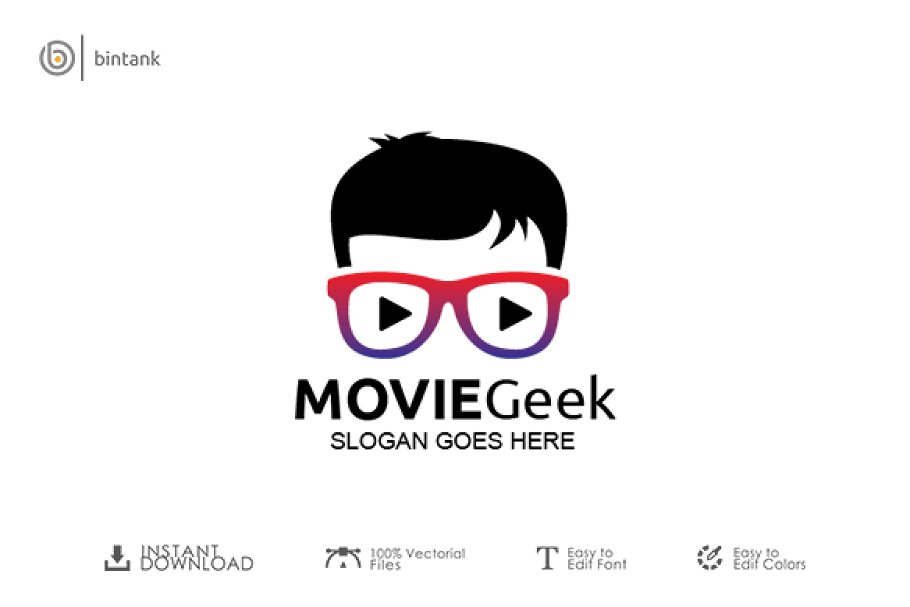 bintank
MOVIEGeek
SLOGAN GOES HERE
INSTANT
DOWNLOAD
100% Vectorial
Files
Easy to
Edit Font
Easy to
Edit Colors